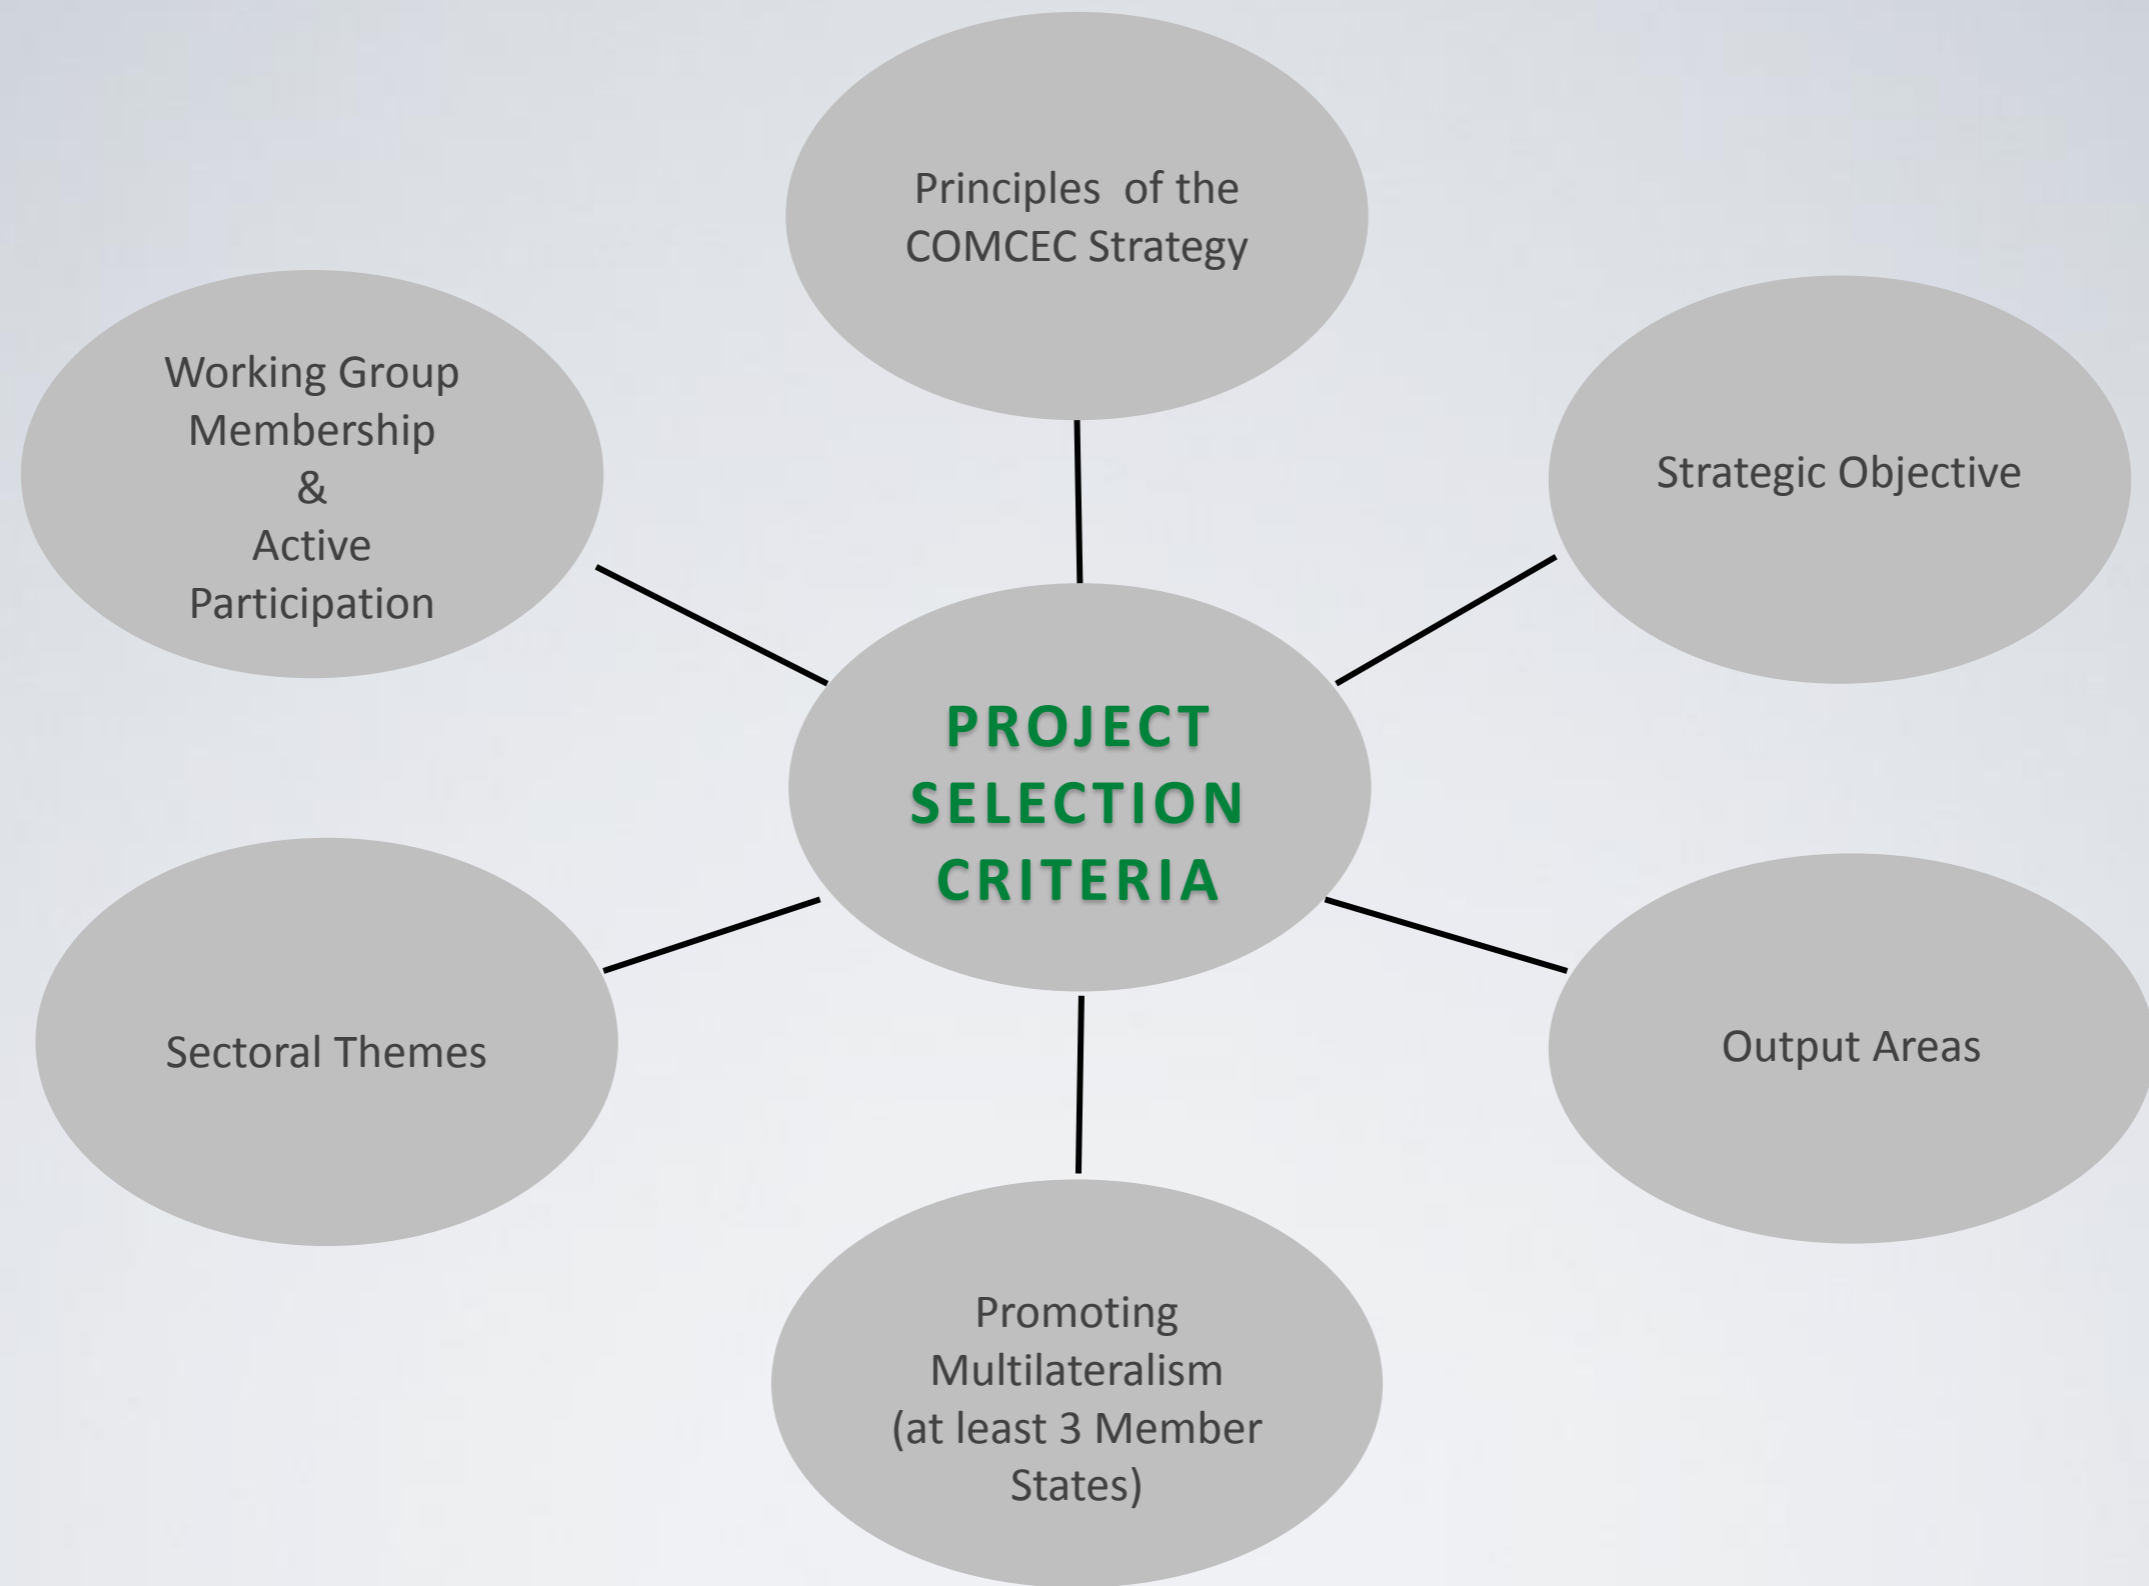 Principles  of the
COMCEC Strategy
Working Group
Membership
&
Active
Participation
Strategic Objective
PROJECT
SELECTION
CRITERIA
Sectoral Themes
Output Areas
Promoting
Multilateralism
(at least 3 Member
States)